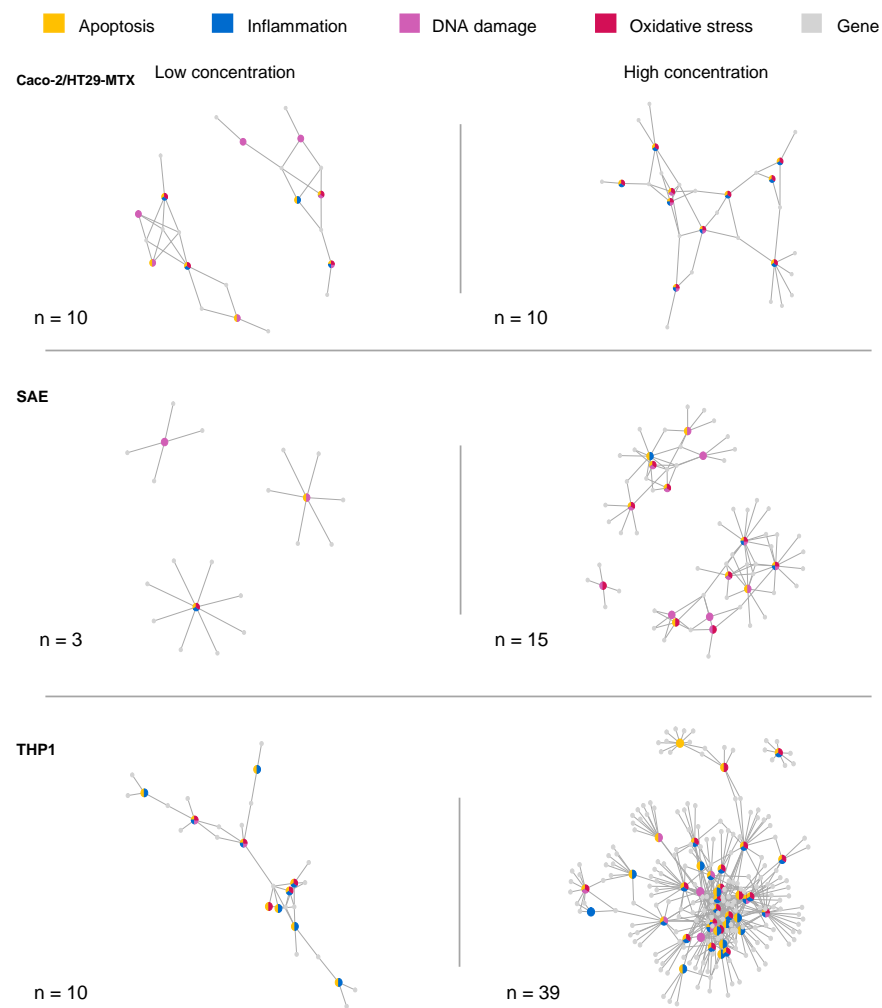 Apoptosis Inflammation DNA damage Oxidative stress Gene
Caco-2/HT29-MTX Low concentration High concentration
n = 10 n = 10
SAE
n = 3 n = 15
THP1
n = 10 n = 39